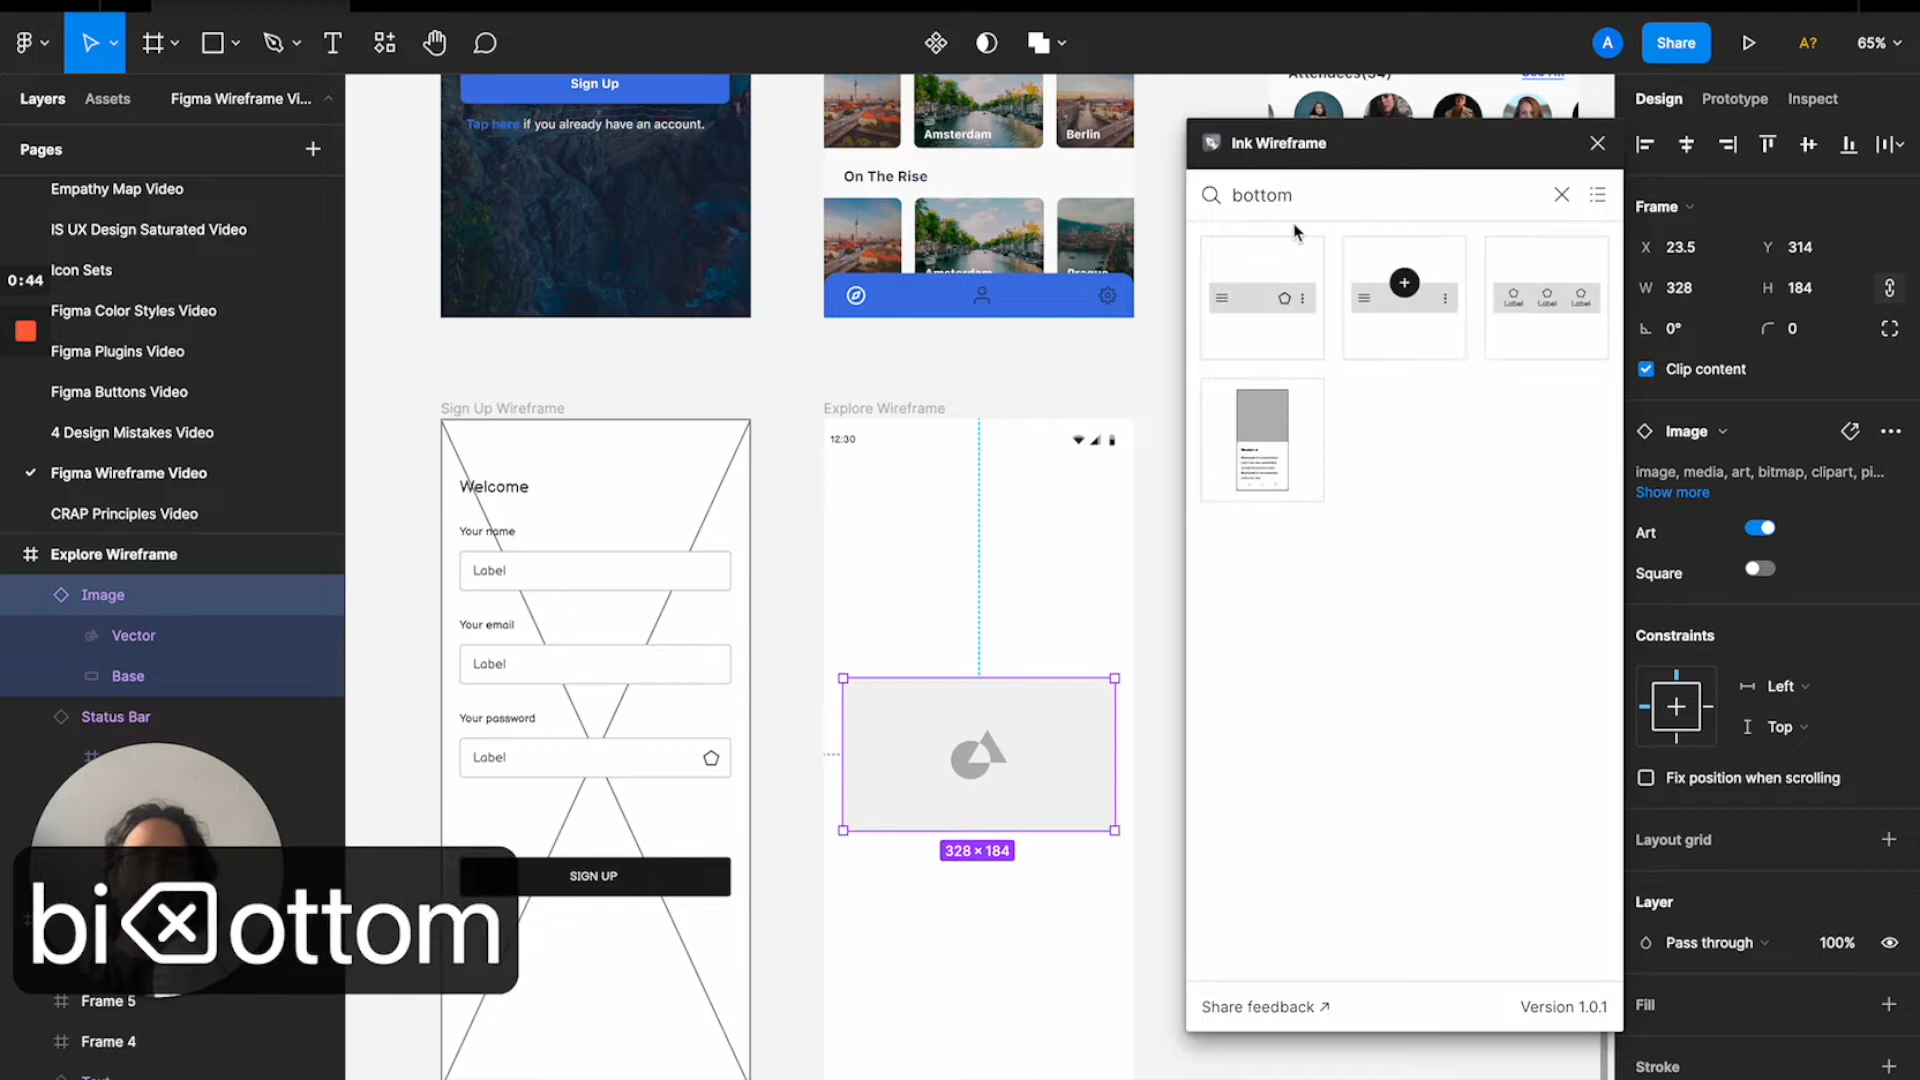 Share
A
A?
65%
Layers
Assets
Figma Wireframe Vi...
Pages
Empathy Map Video
IS UX Design Saturated Video
Icon Sets
Figma Color Styles Video
Figma Plugins Video
Figma Buttons Video
4 Design Mistakes Video
Figma Wireframe Video
CRAP Principles Video
0:44
Explore Wireframe
Image
Vector
Base
Status Bar
Frame 5
Frame 4
biottom
Sign Up
Tap here if you already have an account.
Amsterdam
Berlin
On The Rise
Amsterdam
Prague
Attendees(34)
See All
Sign Up Wireframe
Welcome
Your name
Label
Your email
Label
Your password
Label
SIGN UP
Explore Wireframe
12:30
328 × 184
Ink Wireframe
bottom
Label
Label
Label
Share feedback ↗
Version 1.0.1
Design
Prototype
Inspect
Frame
X 23.5
Y 314
W 328
H 184
0°
0
Clip content
Image
image, media, art, bitmap, clipart, pi...
Show more
Art
Square
Constraints
Left
Top
Fix position when scrolling
Layout grid
Layer
Pass through
100%
Fill
Stroke